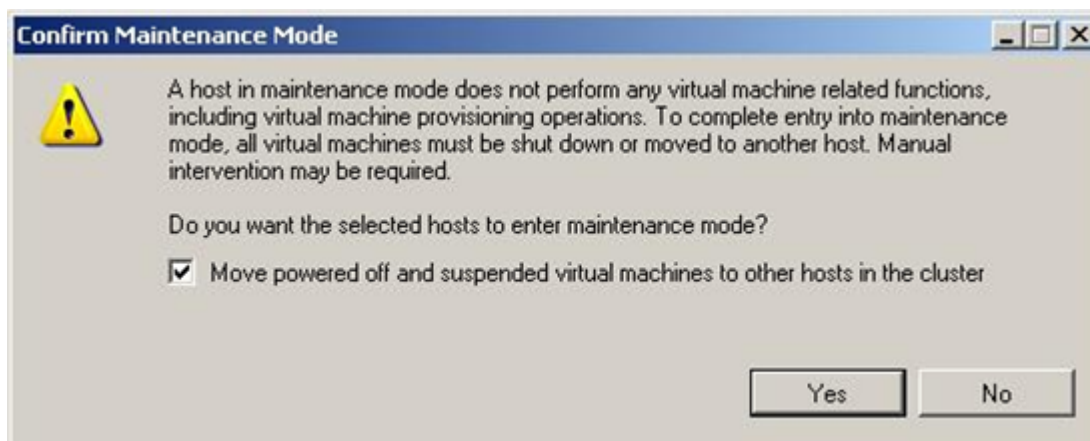 Confirm Maintenance Mode
A host in maintenance mode does not perform any virtual machine related functions,
including virtual machine provisioning operations. To complete entry into maintenance
mode, all virtual machines must be shut down or moved to another host. Manual
intervention may be required.
Do you want the selected hosts to enter maintenance mode?
Move powered off and suspended virtual machines to other hosts in the cluster
Yes No